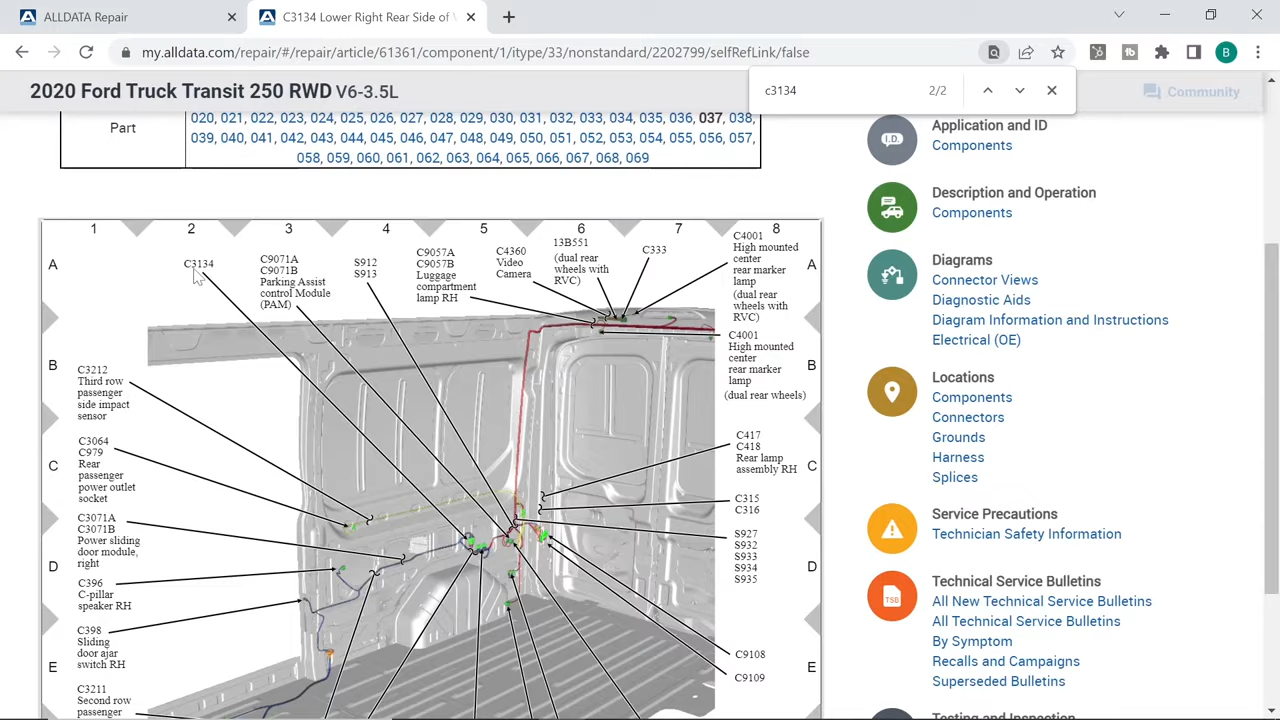 ALLDATA Repair
C3134 Lower Right Rear Side of
my.alldata.com/repair/#/repair/article/61361/component/1/itype/33/nonstandard/2202799/selfRefLink/false
B
2020 Ford Truck Transit 250 RWD V6-3.5L
c3134 2/2
Community
Part
020, 021, 022, 023, 024, 025, 026, 027, 028, 029, 030, 031, 032, 033, 034, 035, 036, 037, 038,
039, 040, 041, 042, 043, 044, 045, 046, 047, 048, 049, 050, 051, 052, 053, 054, 055, 056, 057,
058, 059, 060, 061, 062, 063, 064, 065, 066, 067, 068, 069
1 2 3 4 5 6 7 8
A
B
C
D
E
A
B
C
D
E
C3134
C9071A
C9071B
Parking Assist
control Module
(PAM)
S912
S913
C9057A
C9057B
Luggage
compartment
lamp RH
C4360
Video
Camera
13B551
(dual rear
wheels with
RVC)
C333
C4001
High mounted
center
rear marker
lamp
(dual rear
wheels with
RVC)
C4001
High mounted
center
rear marker
lamp
(dual rear wheels)
C3212
Third row
passenger
side impact
sensor
C3064
C979
Rear
passenger
power outlet
socket
C3071A
C3071B
Power sliding
door module,
right
C396
C-pillar
speaker RH
C398
Sliding
door ajar
switch RH
C3211
Second row
passenger
C417
C418
Rear lamp
assembly RH
C315
C316
S927
S932
S933
S934
S935
C9108
C9109
I.D.
Application and ID
Components
Description and Operation
Components
Diagrams
Connector Views
Diagnostic Aids
Diagram Information and Instructions
Electrical (OE)
Locations
Components
Connectors
Grounds
Harness
Splices
Service Precautions
Technician Safety Information
TSB
Technical Service Bulletins
All New Technical Service Bulletins
All Technical Service Bulletins
By Symptom
Recalls and Campaigns
Superseded Bulletins
Testing and Inspection